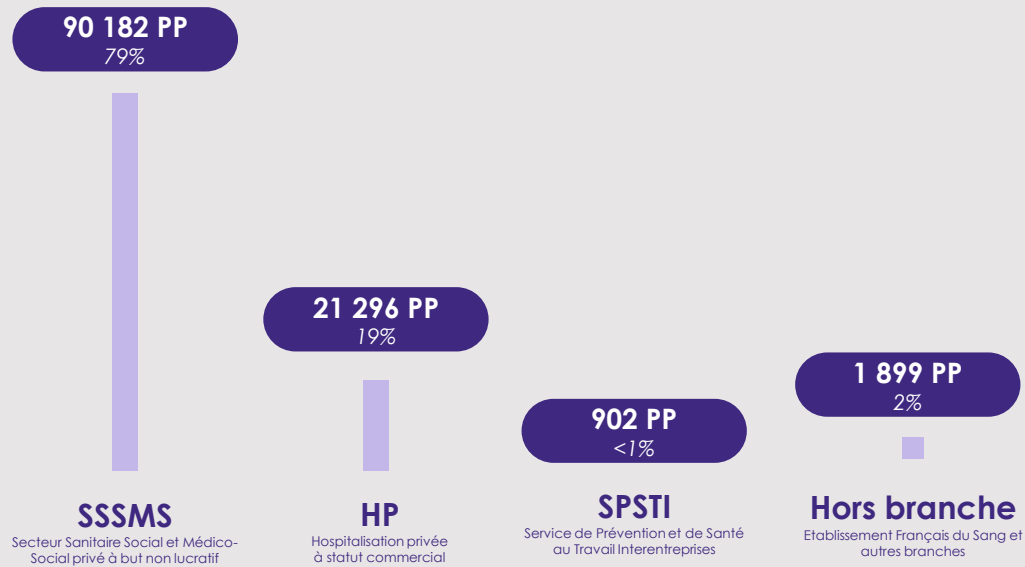 90 182 PP
79%
SSSMS
Secteur Sanitaire Social et Médico-
Social privé à but non lucratif
21 296 PP
19%
HP
Hospitalisation privée
à statut commercial
902 PP
<1%
SPSTI
Service de Prévention et de Santé
au Travail Interentreprises
1 899 PP
2%
Hors branche
Etablissement Français du Sang et
autres branches